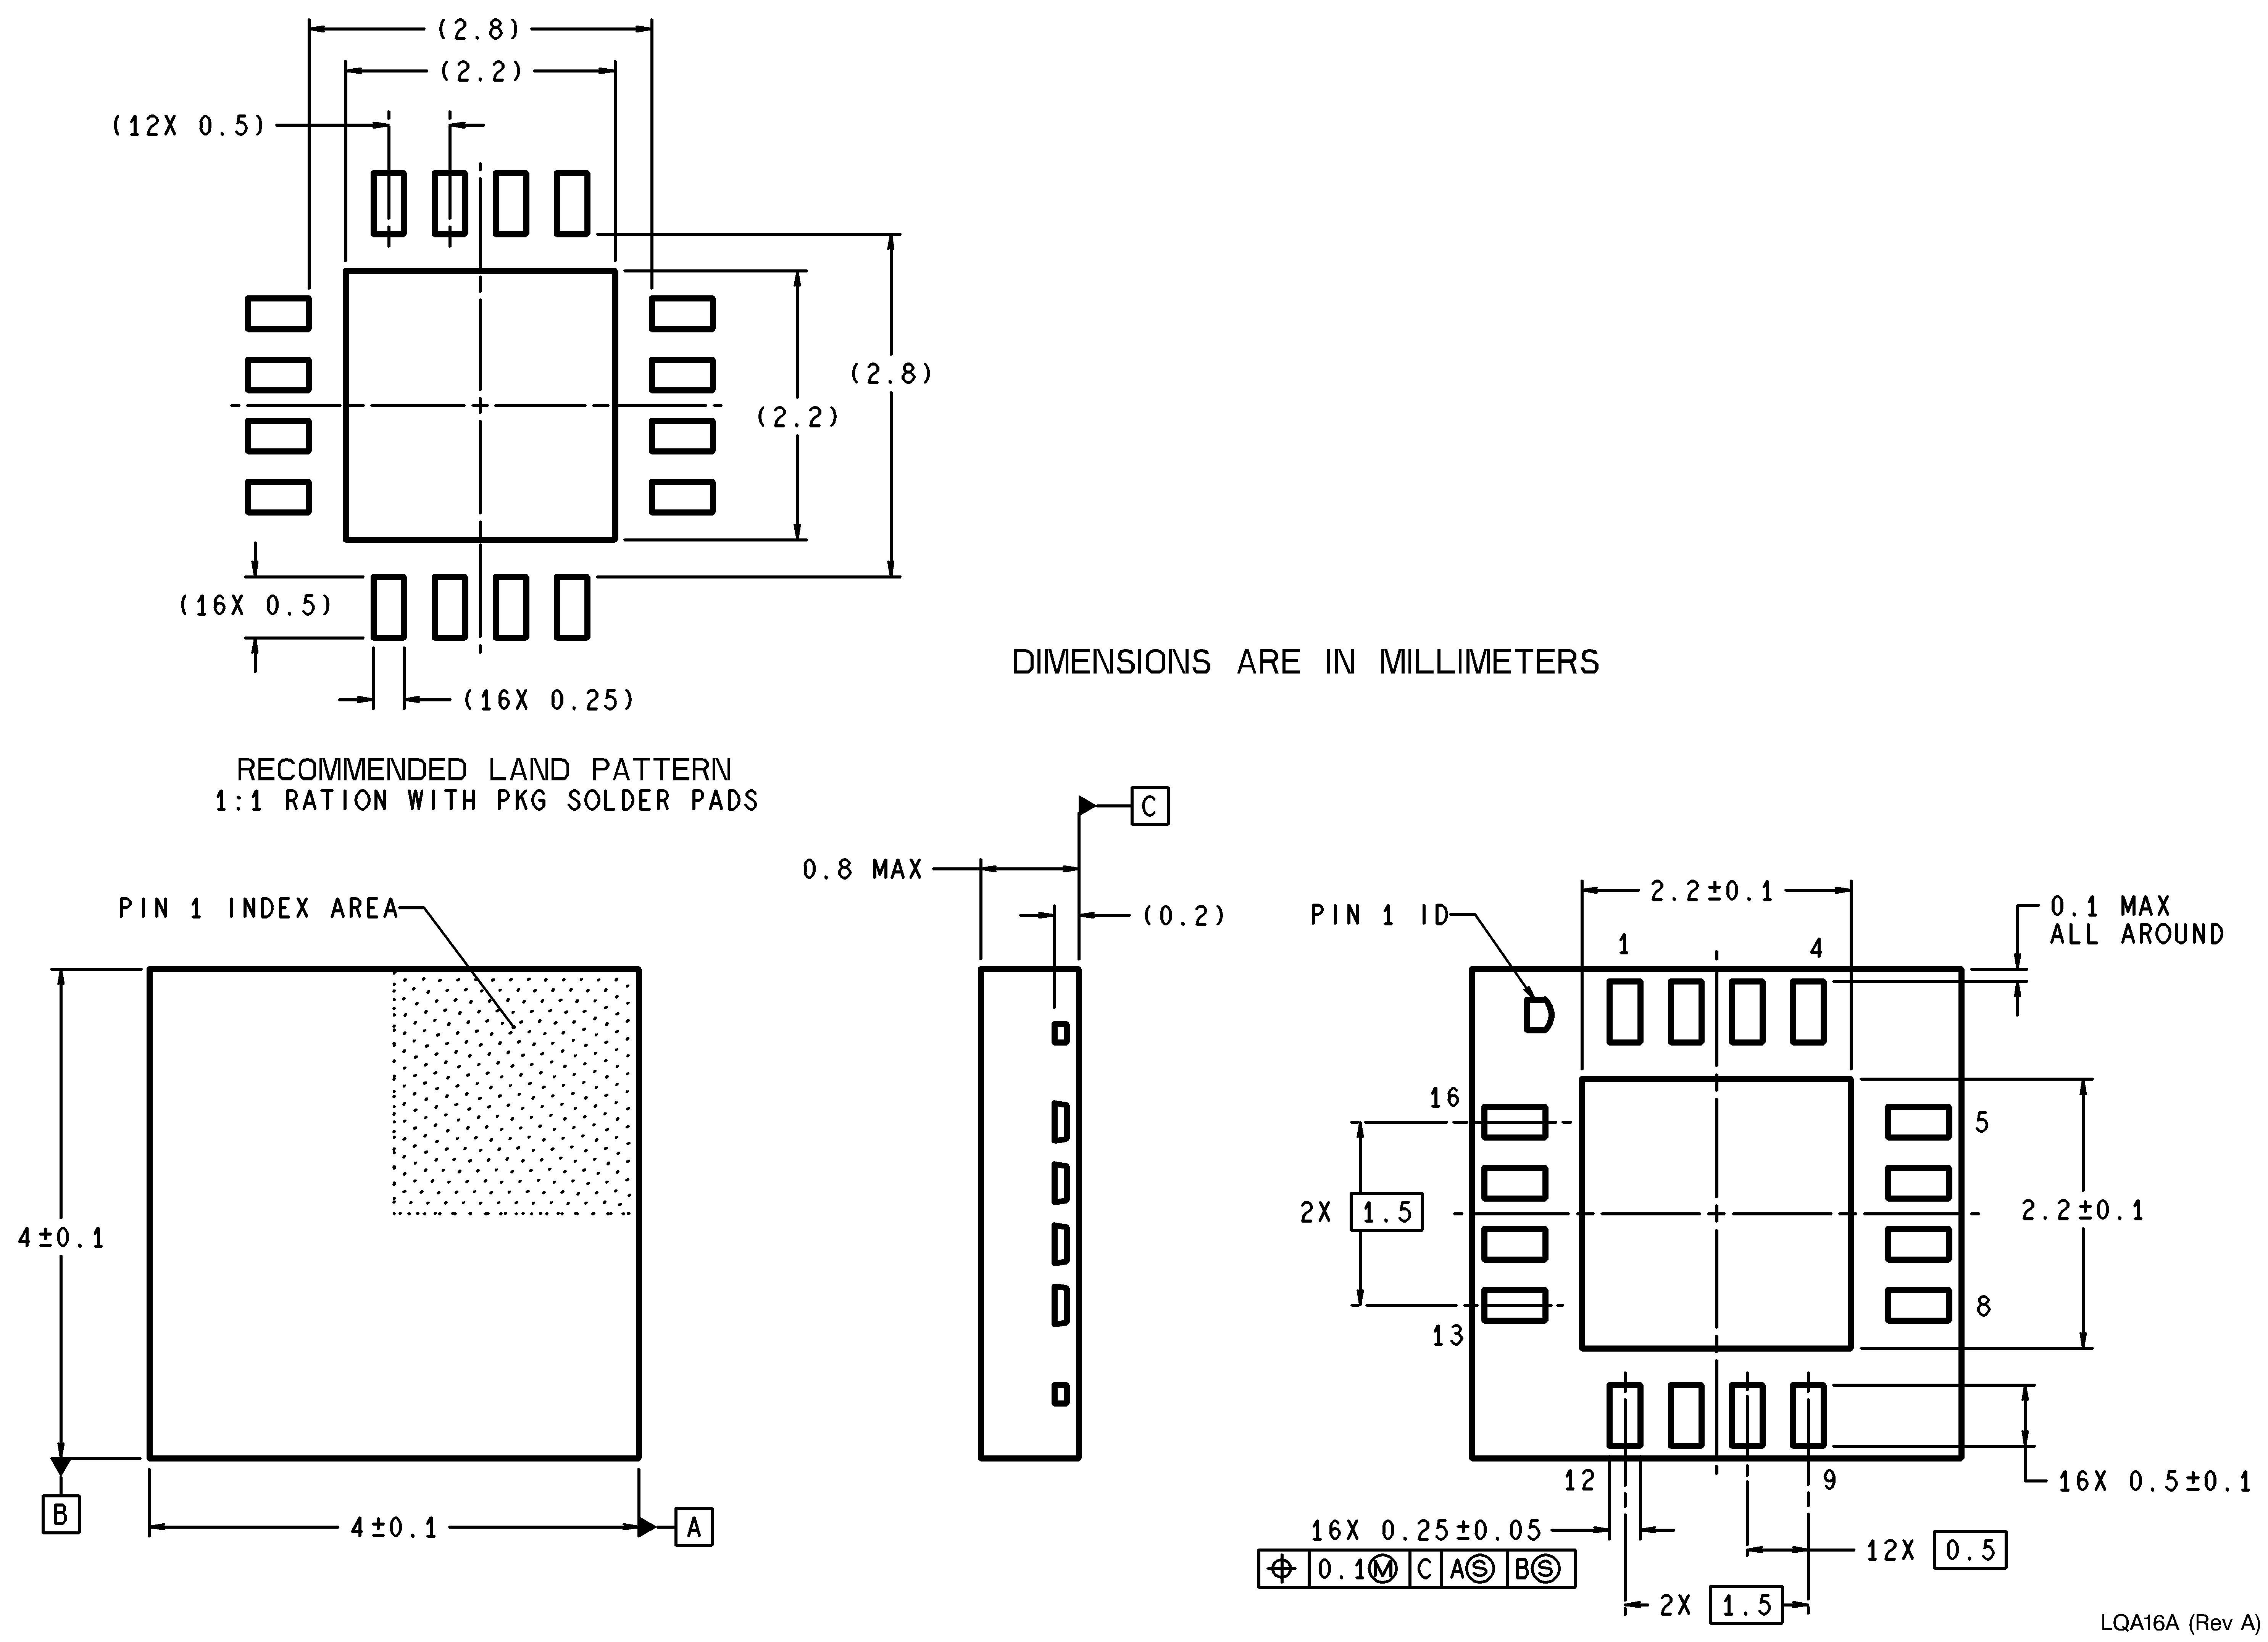 (2.8)
(2.2)
(12X 0.5)
(2.8)
(2.2)
(16X 0.5)
(16X 0.25)
DIMENSIONS ARE IN MILLIMETERS
RECOMMENDED LAND PATTERN
1:1 RATION WITH PKG SOLDER PADS
C
0.8 MAX
(0.2)
PIN 1 INDEX AREA
4±0.1
B
4±0.1
A
PIN 1 ID
2.2±0.1
0.1 MAX
ALL AROUND
1
4
16
5
2X 1.5
2.2±0.1
13
8
12
9
16X 0.5±0.1
16X 0.25±0.05
⌖ 0.1Ⓜ C AⓈ BⓈ
12X 0.5
2X 1.5
LQA16A (Rev A)